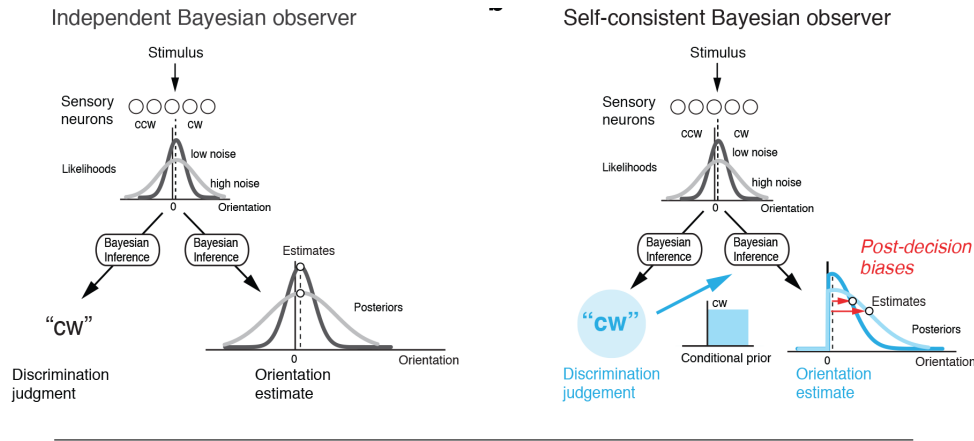 Independent Bayesian observer
Stimulus
Sensory
neurons
ccw
cw
Likelihoods
low noise
high noise
0
Orientation
Bayesian
Inference
Bayesian
Inference
Estimates
"cw"
Posteriors
0
Orientation
Discrimination
judgment
Orientation
estimate
Self-consistent Bayesian observer
Stimulus
Sensory
neurons
ccw
cw
Likelihoods
low noise
high noise
0
Orientation
Bayesian
Inference
Bayesian
Inference
Post-decision
biases
"cw"
cw
Conditional prior
Estimates
Posteriors
0
Orientation
Discrimination
judgement
Orientation
estimate